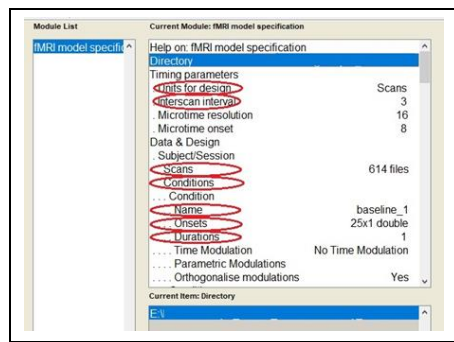 Module List
Current Module: fMRI model specification
fMRI model specific
Help on: fMRI model specification
Directory
Timing parameters
. Units for design Scans
. Interscan interval 3
. Microtime resolution 16
. Microtime onset 8
Data & Design
. Subject/Session
. . Scans 614 files
. . Conditions
. . . Condition
. . . . Name baseline_1
. . . . Onsets 25x1 double
. . . . Durations 1
. . . . Time Modulation No Time Modulation
. . . . Parametric Modulations
. . . . Orthogonalise modulations Yes
Current Item: Directory
E:\